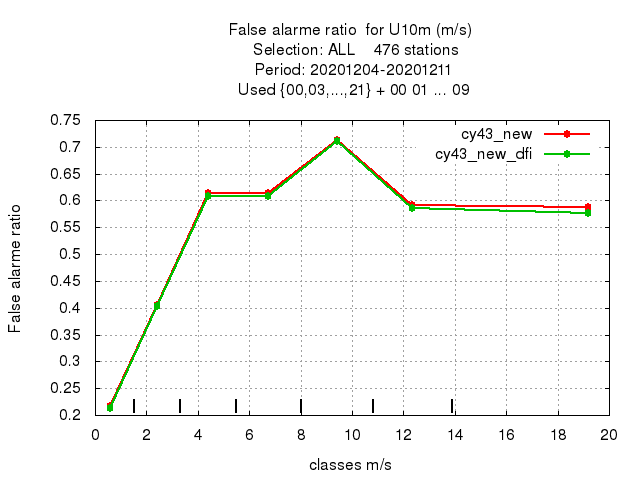 False alarme ratio  for U10m (m/s)
Selection: ALL    476 stations
Period: 20201204-20201211
Used {00,03,...,21} + 00 01 ... 09
cy43_new
cy43_new_dfi
0.75
0.7
0.65
0.6
0.55
0.5
0.45
0.4
0.35
0.3
0.25
0.2
False alarme ratio
0 2 4 6 8 10 12 14 16 18 20
classes m/s